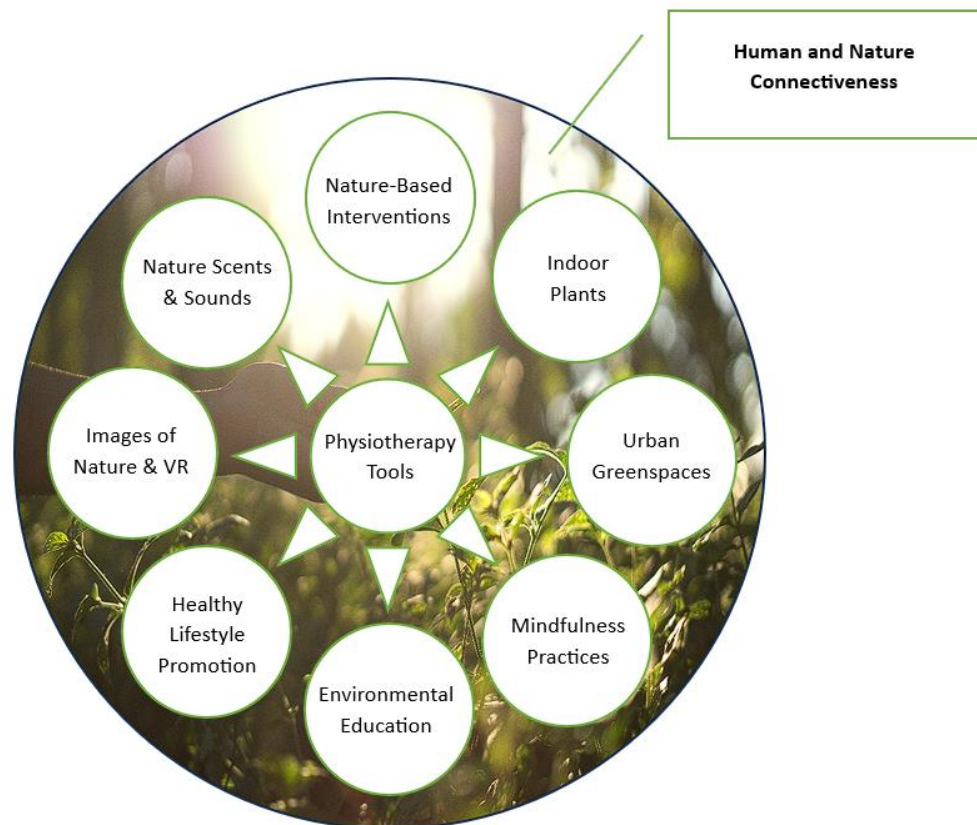 Human and Nature
Connectiveness
Nature-Based
Interventions
Indoor
Plants
Urban
Greenspaces
Mindfulness
Practices
Environmental
Education
Healthy
Lifestyle
Promotion
Images of
Nature & VR
Nature Scents
& Sounds
Physiotherapy
Tools